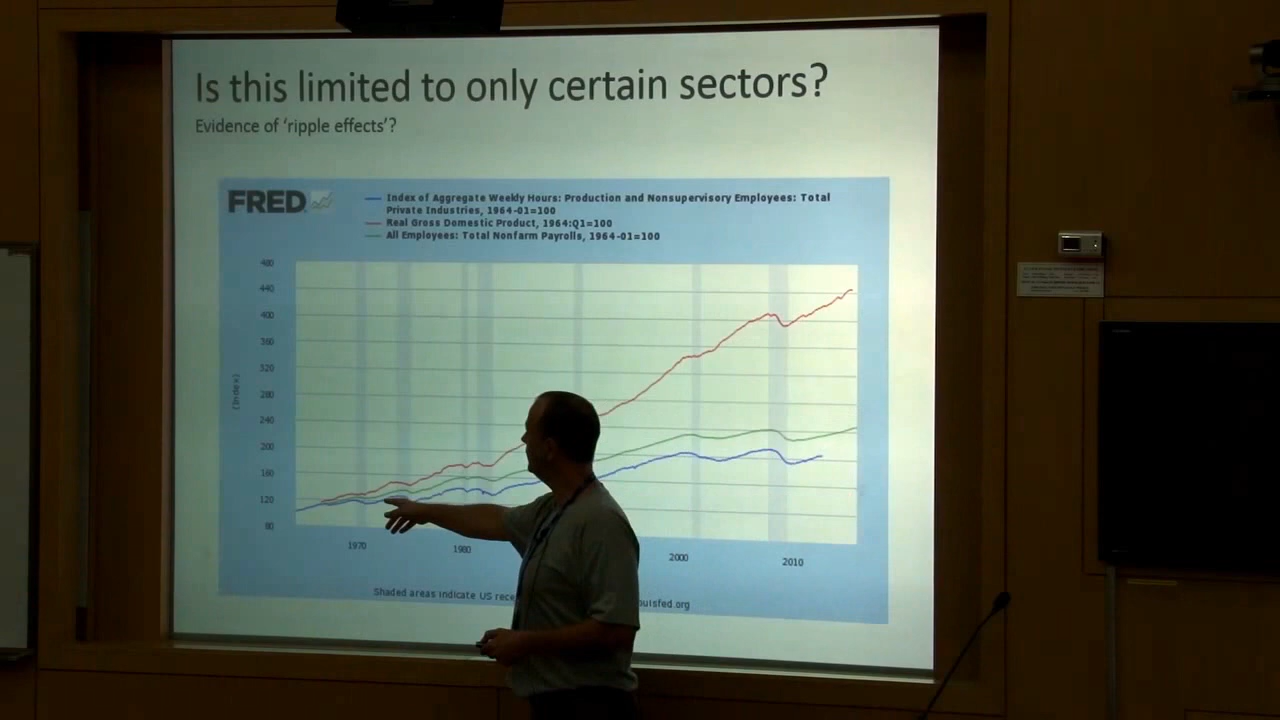 Is this limited to only certain sectors?
Evidence of ‘ripple effects’?
FRED
Index of Aggregate Weekly Hours: Production and Nonsupervisory Employees: Total
Private Industries, 1964-01=100
Real Gross Domestic Product, 1964:Q1=100
All Employees: Total Nonfarm Payrolls, 1964-01=100
480
440
400
360
320
280
240
200
160
120
80
(Index)
1970
1980
2000
2010
Shaded areas indicate US
ouisfed.org